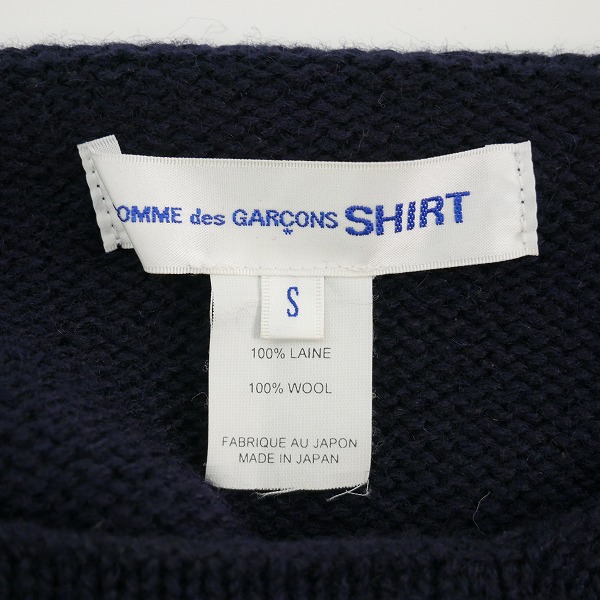 OMME des GARÇONS SHIRT
S
100% LAINE
100% WOOL
FABRIQUE AU JAPON
MADE IN JAPAN